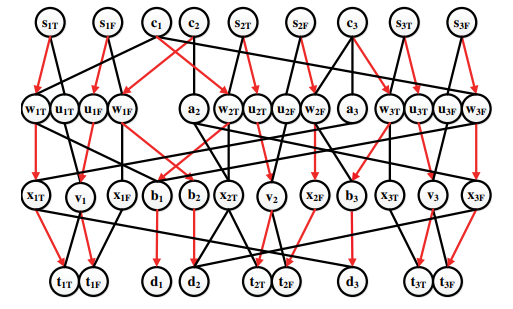 s1T s1F c1 c2 s2T s2F c3 s3T s3F
w1T u1T u1F w1F a2 w2T u2T u2F w2F a3 w3T u3T u3F w3F
x1T v1 x1F b1 b2 x2T v2 x2F b3 x3T v3 x3F
t1T t1F d1 d2 t2T t2F d3 t3T t3F